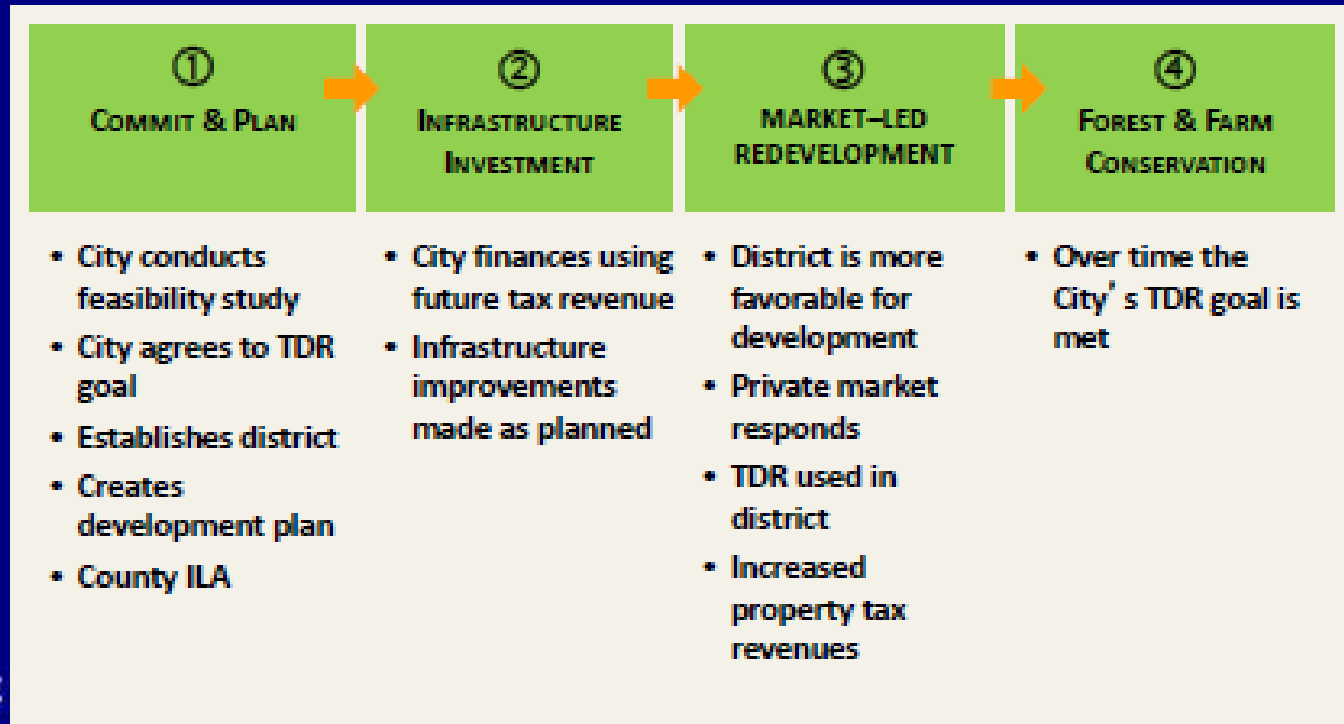 ①
COMMIT & PLAN
• City conducts
feasibility study
• City agrees to TDR
goal
• Establishes district
• Creates
development plan
• County ILA
②
INFRASTRUCTURE
INVESTMENT
• City finances using
future tax revenue
• Infrastructure
improvements
made as planned
③
MARKET–LED
REDEVELOPMENT
• District is more
favorable for
development
• Private market
responds
• TDR used in
district
• Increased
property tax
revenues
④
FOREST & FARM
CONSERVATION
• Over time the
City's TDR goal is
met